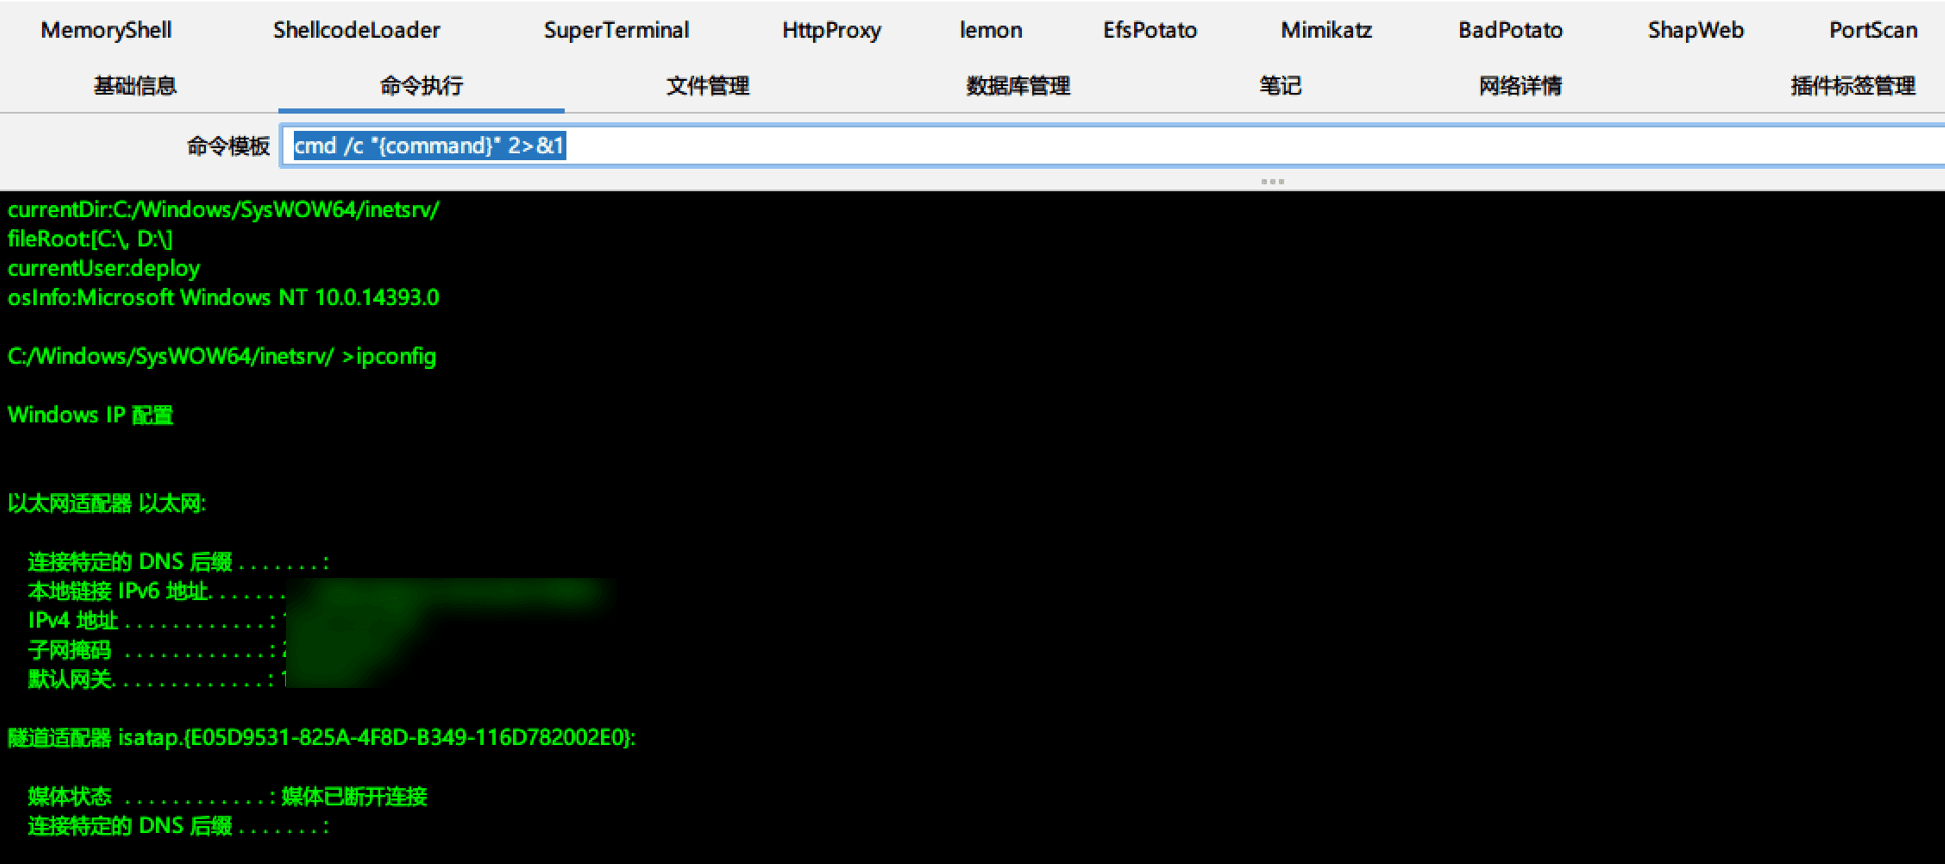 MemoryShell ShellcodeLoader SuperTerminal HttpProxy lemon EfsPotato Mimikatz BadPotato ShapWeb PortScan
基础信息 命令执行 文件管理 数据库管理 笔记 网络详情 插件标签管理
命令模板 cmd /c "{command}" 2>&1
currentDir:C:/Windows/SysWOW64/inetsrv/
fileRoot:[C:\, D:\]
currentUser:deploy
osInfo:Microsoft Windows NT 10.0.14393.0
C:/Windows/SysWOW64/inetsrv/ >ipconfig
Windows IP 配置
以太网适配器 以太网:
连接特定的 DNS 后缀 . . . . . . . :
本地链接 IPv6 地址. . . . . . .
IPv4 地址 . . . . . . . . . . . . :
子网掩码 . . . . . . . . . . . . :
默认网关. . . . . . . . . . . . . :
隧道适配器 isatap.{E05D9531-825A-4F8D-B349-116D782002E0}:
媒体状态 . . . . . . . . . . . . : 媒体已断开连接
连接特定的 DNS 后缀 . . . . . . . :